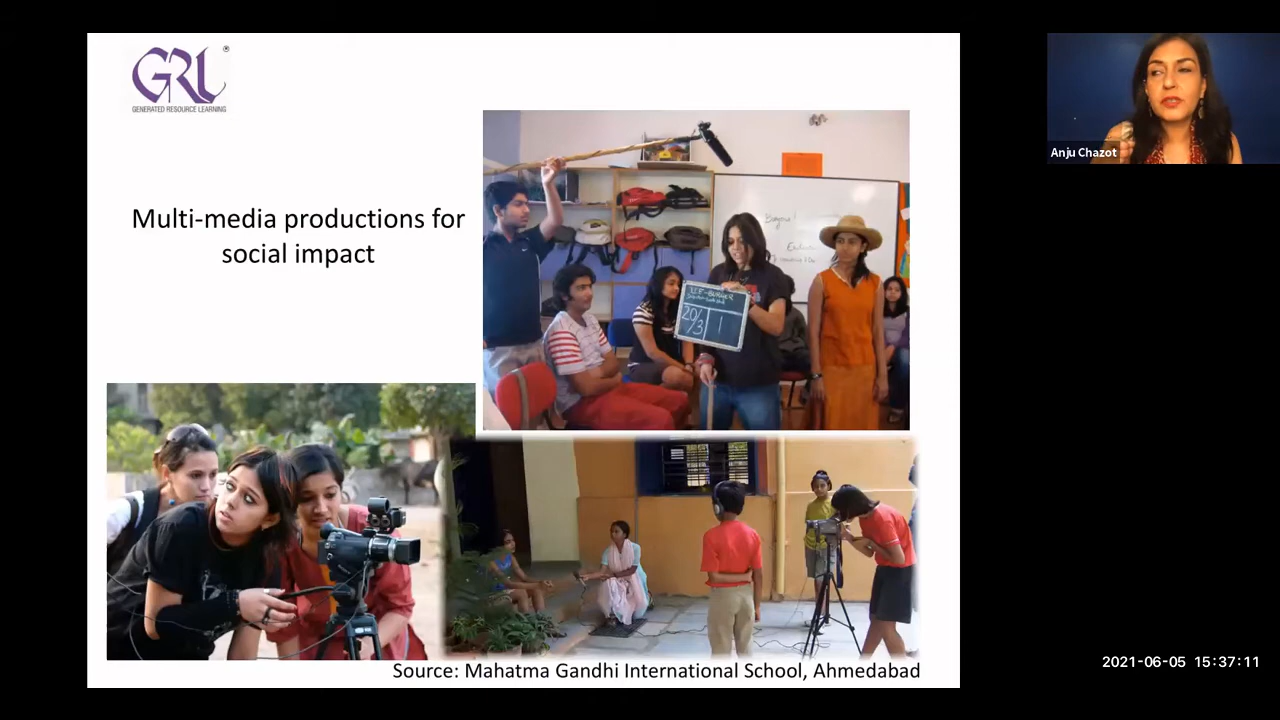 GRL®
GENERATED RESOURCE LEARNING
Multi-media productions for
social impact
20/3
1
Source: Mahatma Gandhi International School, Ahmedabad
Anju Chazot
2021-06-05 15:37:11